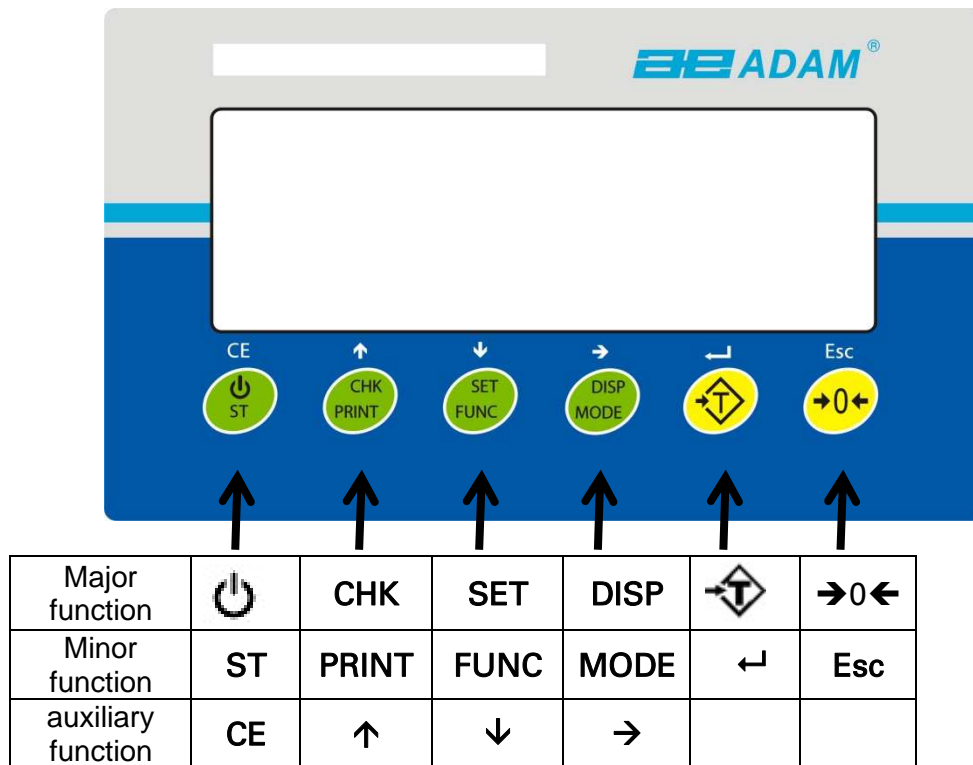 ae ADAM®
CE ↑ ↓ → ↵ Esc
ST CHK PRINT SET FUNC DISP MODE →T →0←
Major function CHK SET DISP →T →0←
Minor function ST PRINT FUNC MODE ↵ Esc
auxiliary function CE ↑ ↓ →